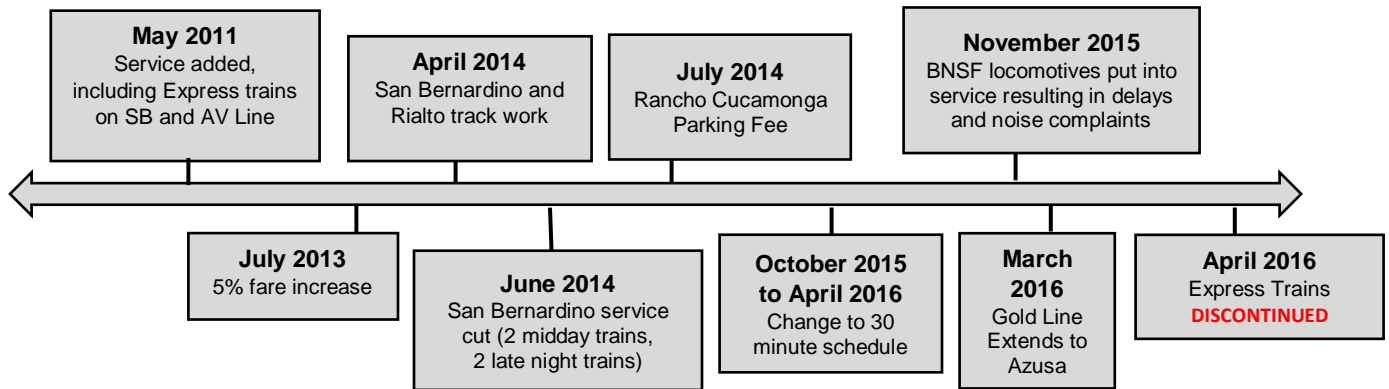 May 2011
Service added,
including Express trains
on SB and AV Line
April 2014
San Bernardino and
Rialto track work
July 2014
Rancho Cucamonga
Parking Fee
November 2015
BNSF locomotives put into
service resulting in delays
and noise complaints
July 2013
5% fare increase
June 2014
San Bernardino service
cut (2 midday trains,
2 late night trains)
October 2015
to April 2016
Change to 30
minute schedule
March
2016
Gold Line
Extends to
Azusa
April 2016
Express Trains
DISCONTINUED